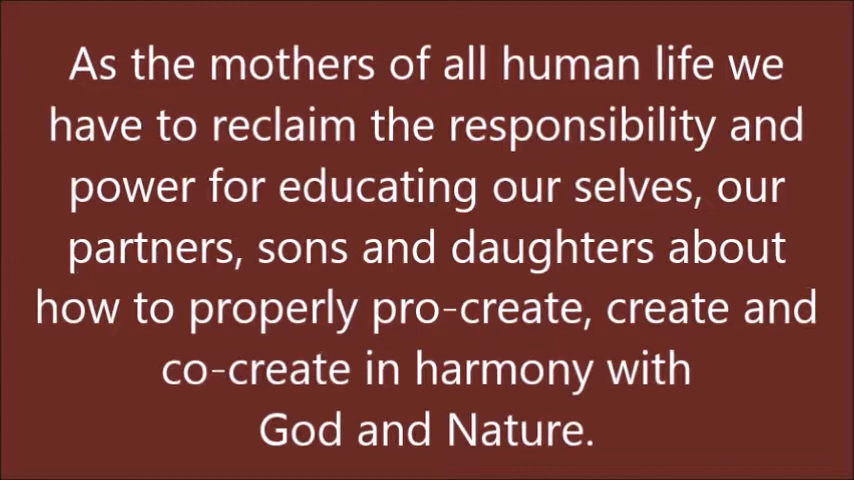 As the mothers of all human life we
have to reclaim the responsibility and
power for educating our selves, our
partners, sons and daughters about
how to properly pro-create, create and
co-create in harmony with
God and Nature.